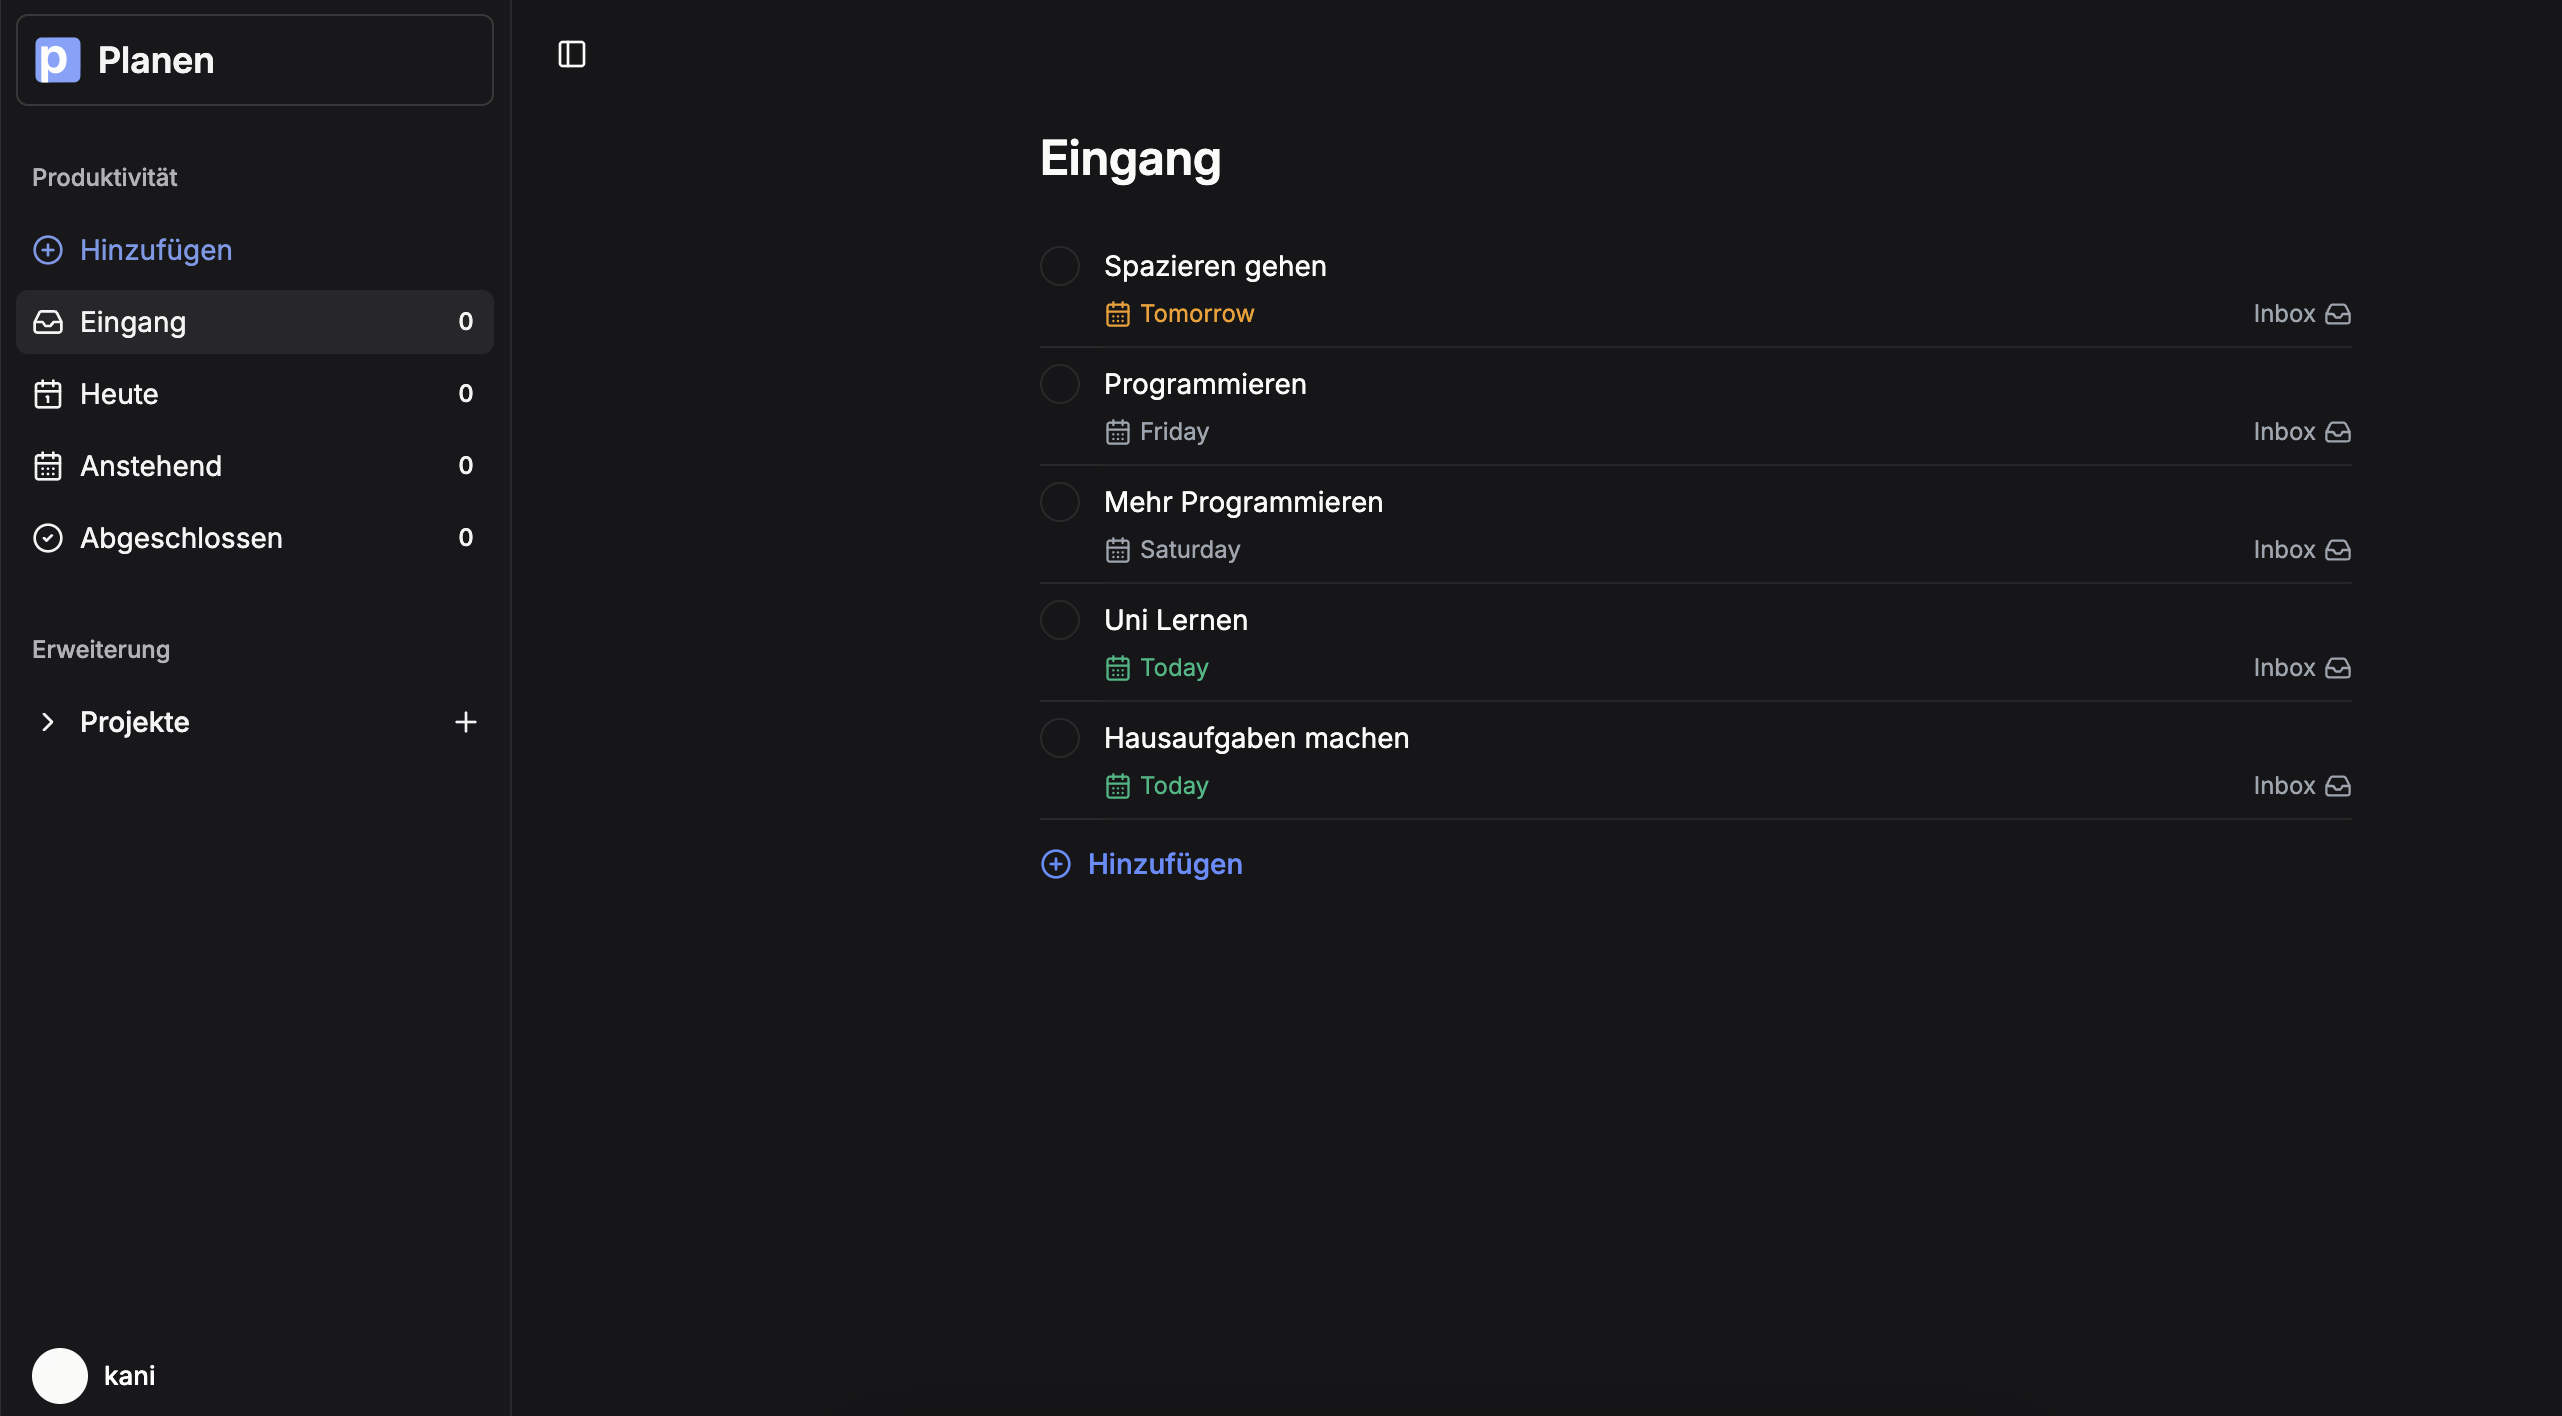 p Planen
Produktivität
Hinzufügen
Eingang 0
Heute 0
Anstehend 0
Abgeschlossen 0
Erweiterung
Projekte
kani
Eingang
Spazieren gehen
Tomorrow Inbox
Programmieren
Friday Inbox
Mehr Programmieren
Saturday Inbox
Uni Lernen
Today Inbox
Hausaufgaben machen
Today Inbox
Hinzufügen